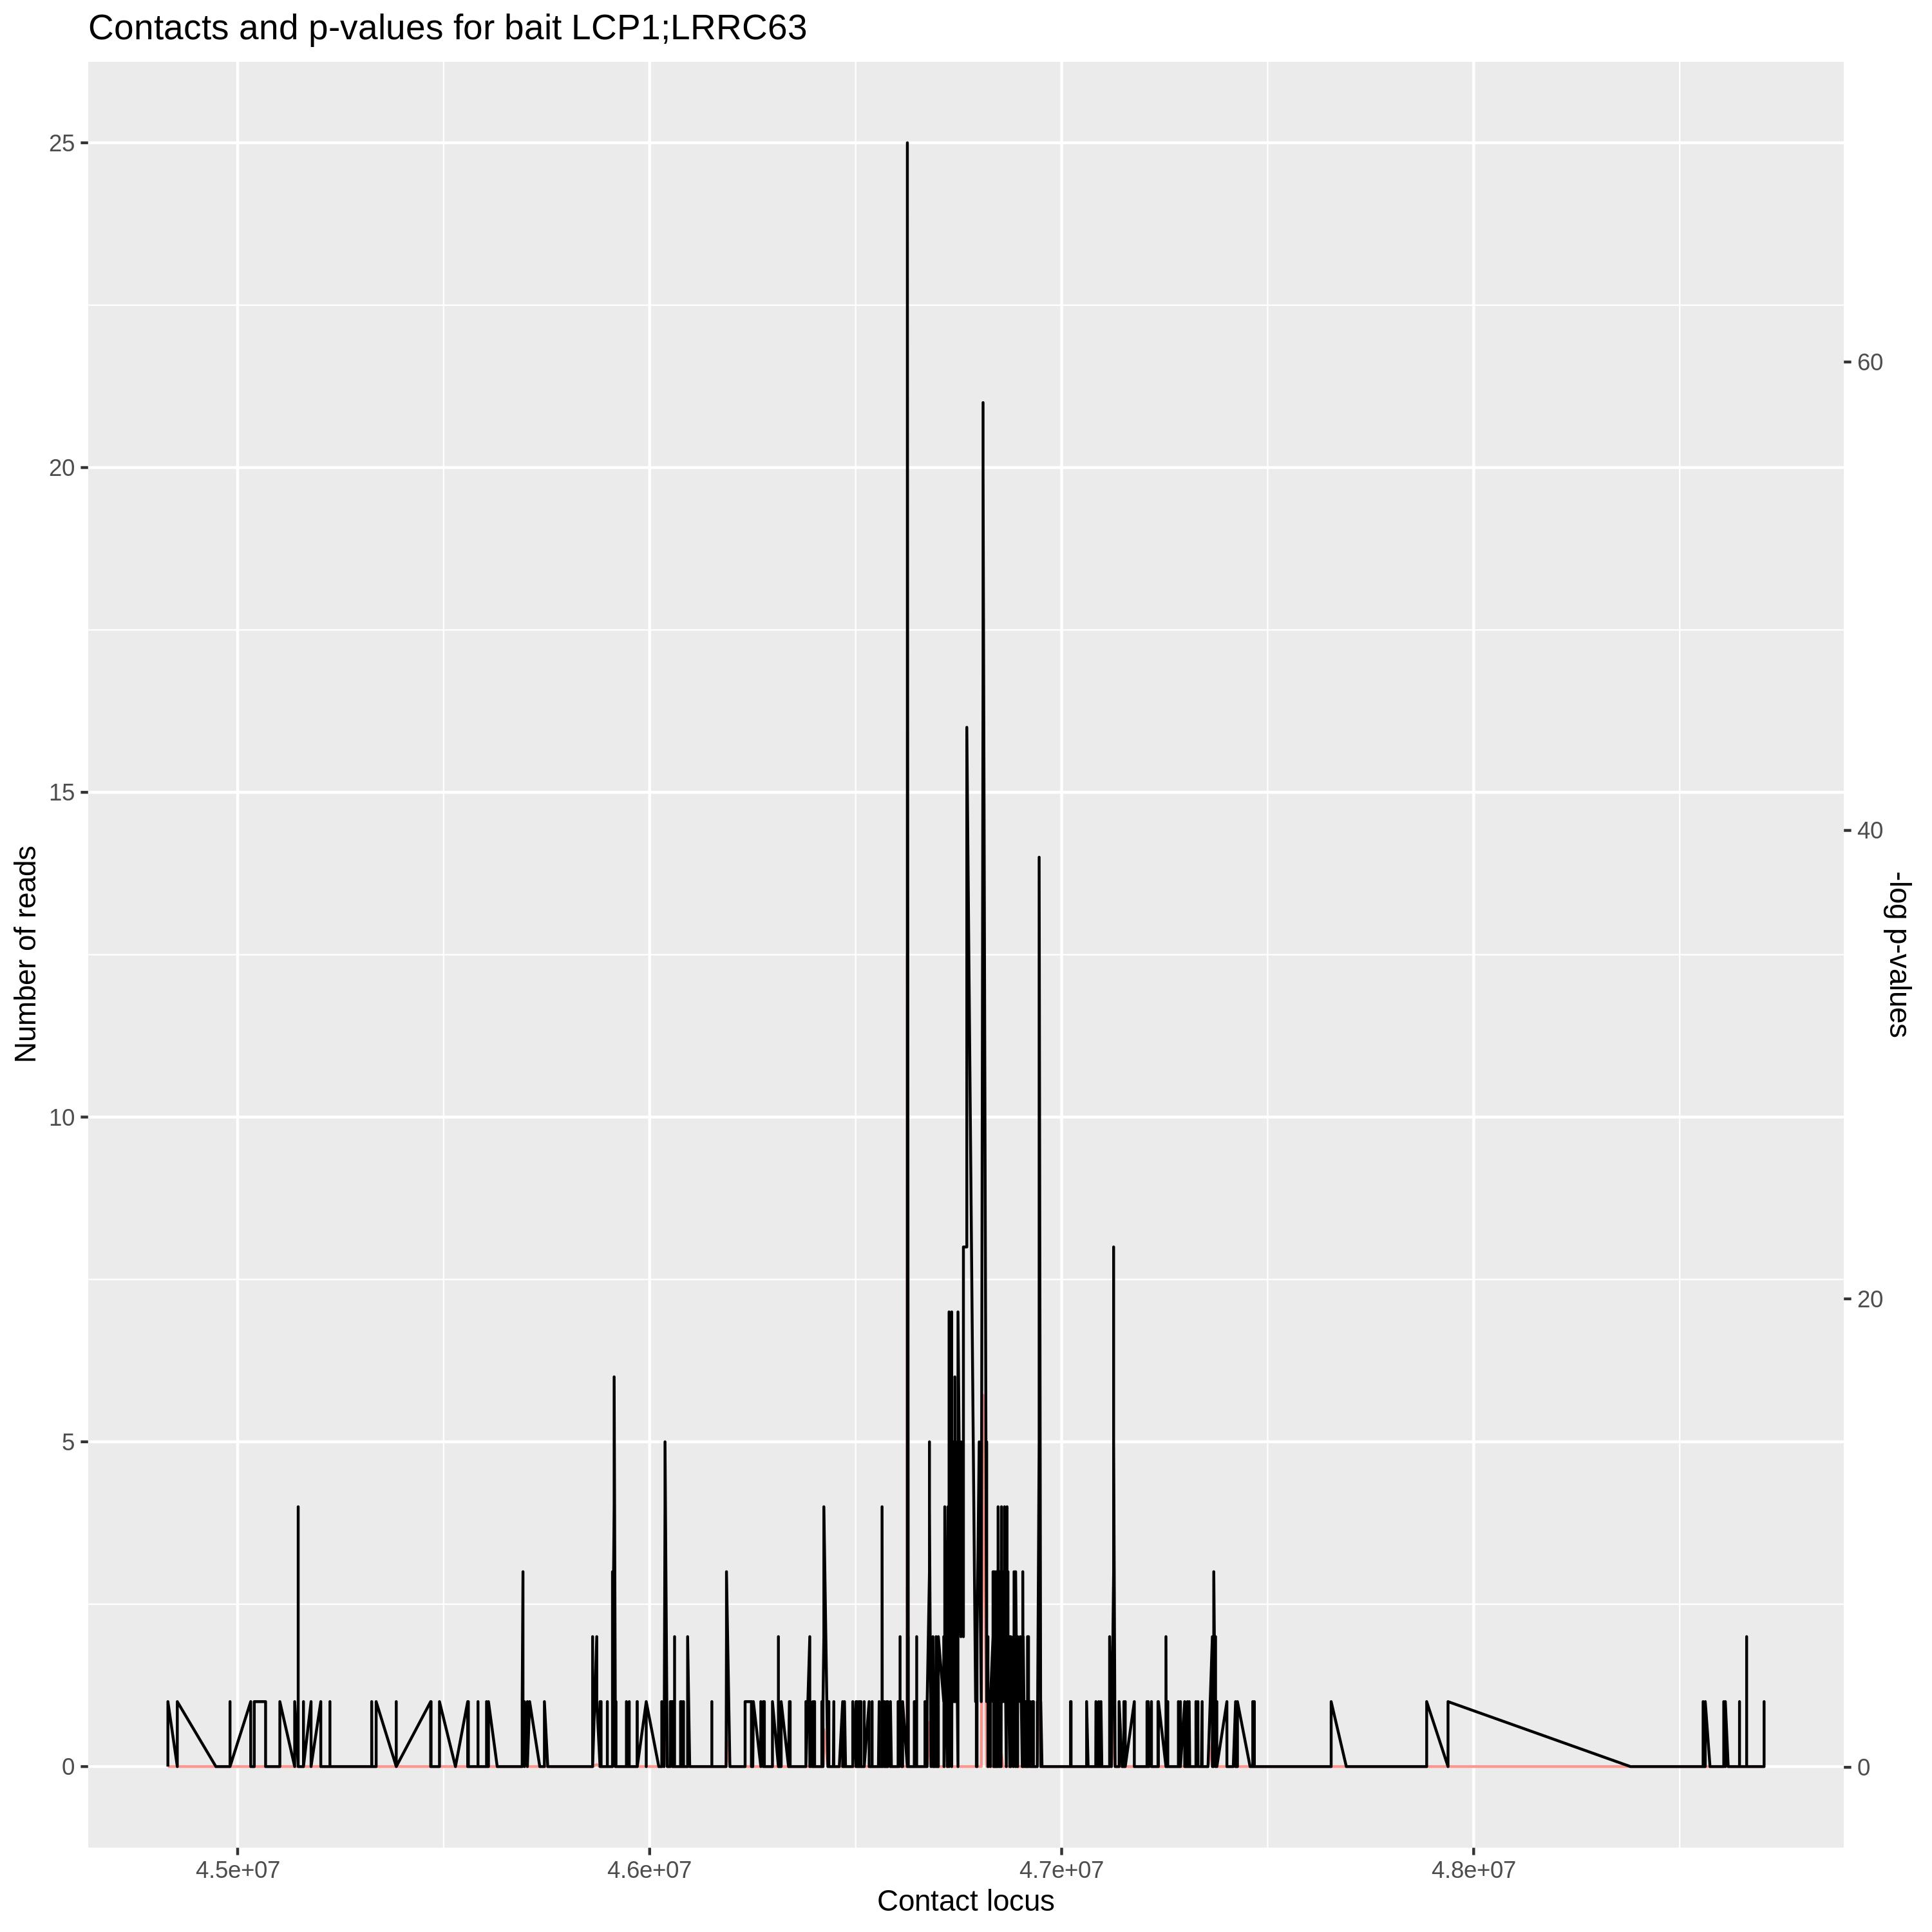 Contacts and p-values for bait LCP1;LRRC63
25
20
15
10
5
0
Number of reads
60
40
20
0
-log p-values
4.5e+07
4.6e+07
4.7e+07
4.8e+07
Contact locus